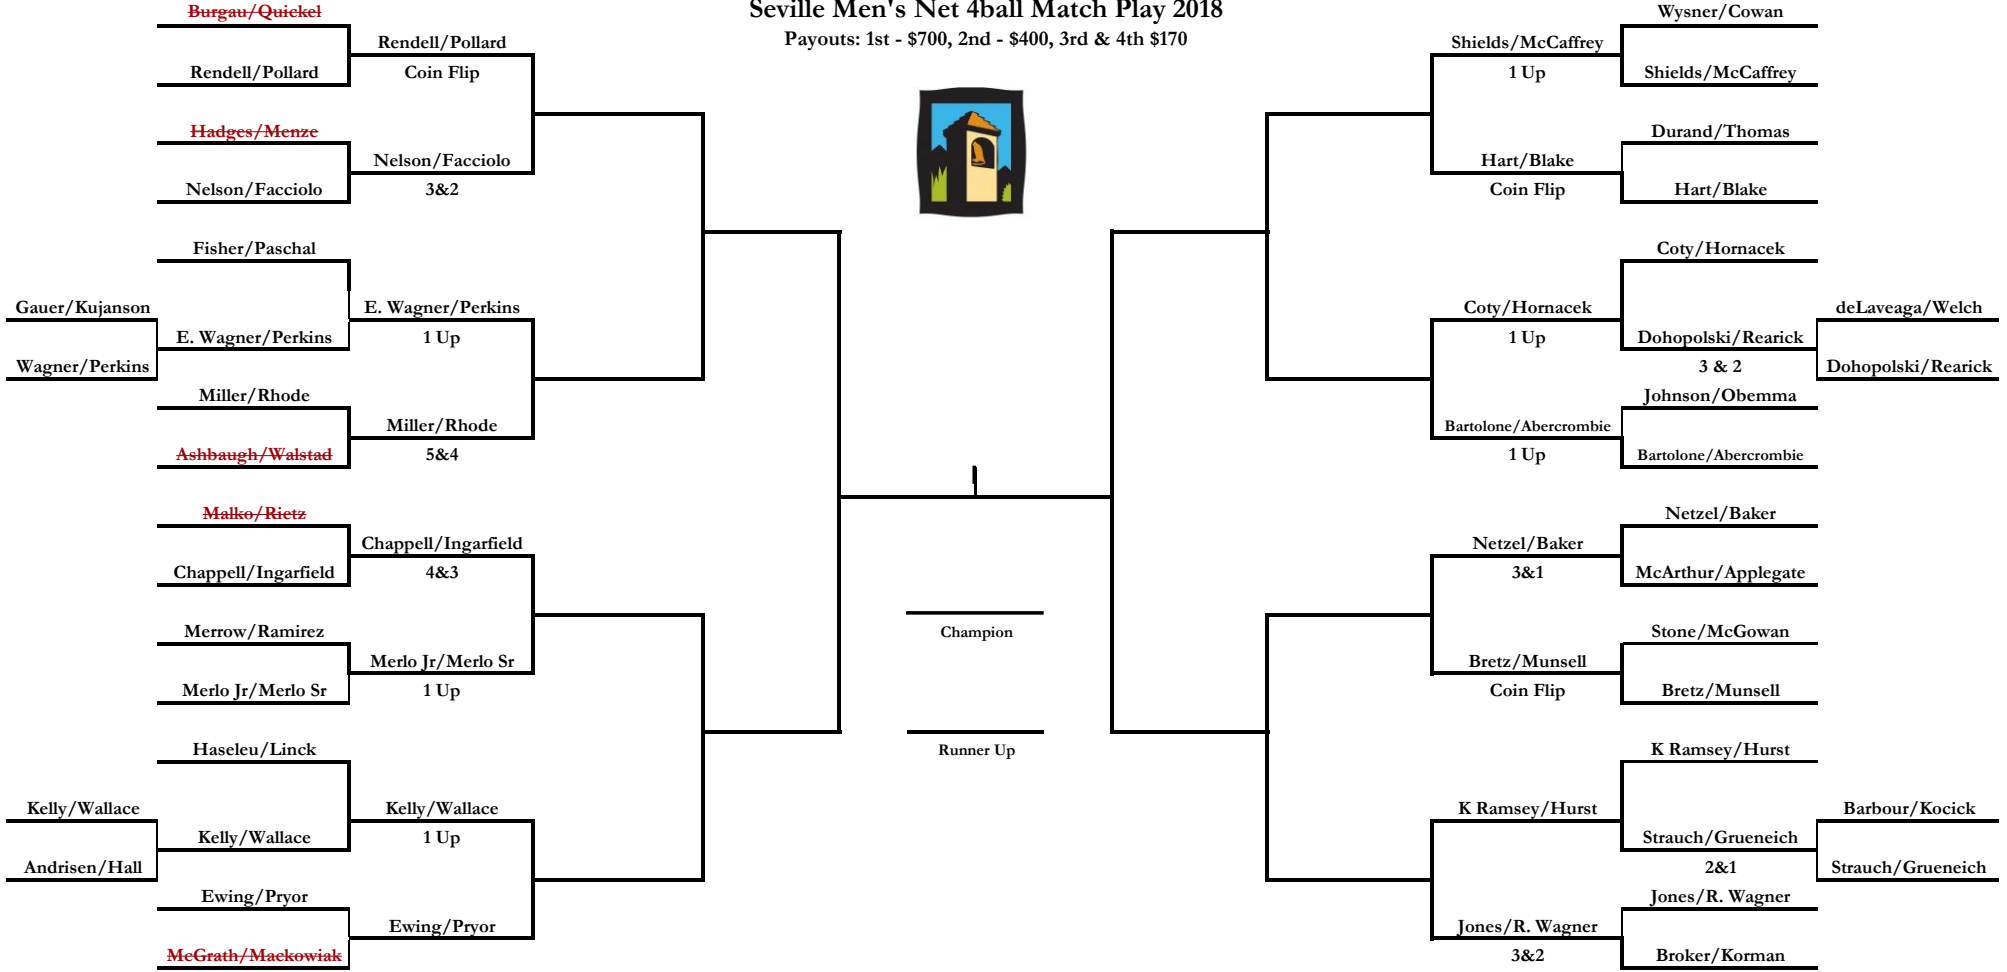 Seville Men's Net 4ball Match Play 2018
Payouts: 1st - $700, 2nd - $400, 3rd & 4th $170
Burgau/Quickel
Rendell/Pollard
Rendell/Pollard
Coin Flip
Hadges/Menze
Nelson/Facciolo
Nelson/Facciolo
3&2
Fisher/Paschal
Gauer/Kujanson
E. Wagner/Perkins
E. Wagner/Perkins
1 Up
Wagner/Perkins
Miller/Rhode
Miller/Rhode
Ashbaugh/Walstad
5&4
Malko/Rietz
Chappell/Ingarfield
Chappell/Ingarfield
4&3
Merrow/Ramirez
Merlo Jr/Merlo Sr
Merlo Jr/Merlo Sr
1 Up
Haseleu/Linck
Kelly/Wallace
Kelly/Wallace
Kelly/Wallace
1 Up
Andrisen/Hall
Ewing/Pryor
Ewing/Pryor
McGrath/Mackowiak
Champion
Runner Up
Wysner/Cowan
Shields/McCaffrey
1 Up
Shields/McCaffrey
Durand/Thomas
Hart/Blake
Coin Flip
Hart/Blake
Coty/Hornacek
Coty/Hornacek
deLaveaga/Welch
1 Up
Dohopolski/Rearick
3 & 2
Dohopolski/Rearick
Johnson/Obemma
Bartolone/Abercrombie
1 Up
Bartolone/Abercrombie
Netzel/Baker
Netzel/Baker
3&1
McArthur/Applegate
Stone/McGowan
Bretz/Munsell
Coin Flip
Bretz/Munsell
K Ramsey/Hurst
K Ramsey/Hurst
Barbour/Kocick
Strauch/Grueneich
2&1
Strauch/Grueneich
Jones/R. Wagner
Jones/R. Wagner
3&2
Broker/Korman